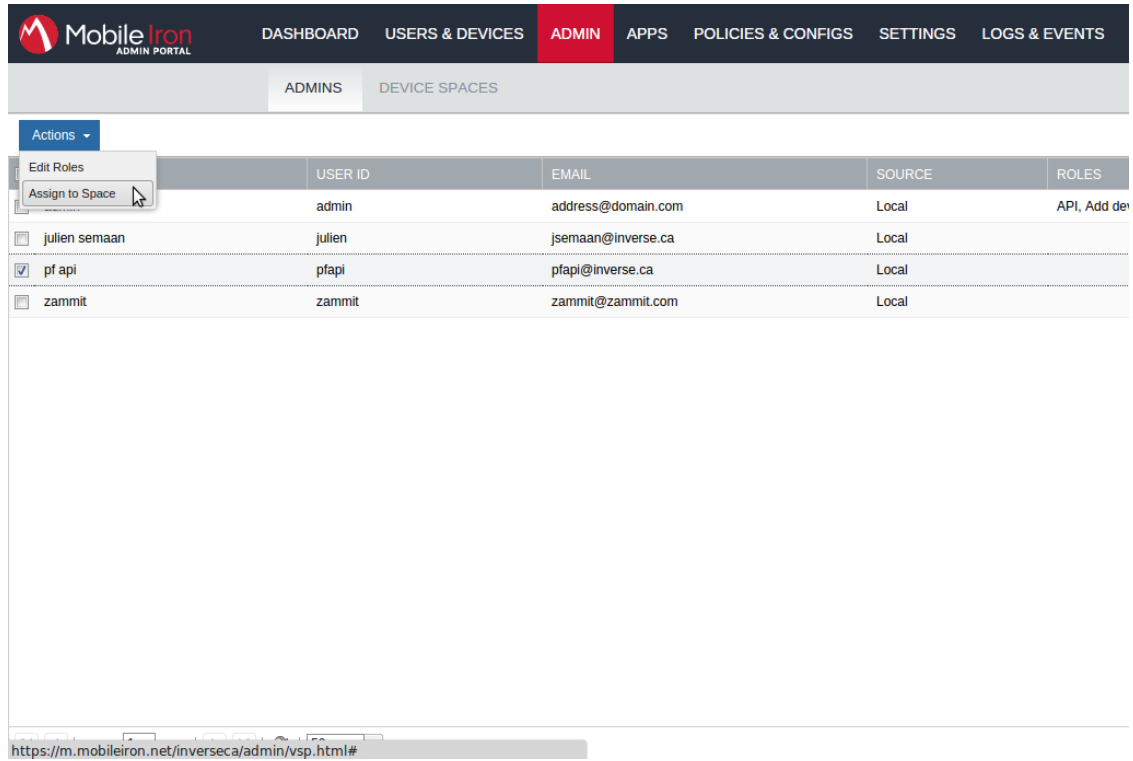 MobileIron
ADMIN PORTAL
DASHBOARD USERS & DEVICES ADMIN APPS POLICIES & CONFIGS SETTINGS LOGS & EVENTS
ADMINS DEVICE SPACES
Actions
Edit Roles
Assign to Space
USER ID EMAIL SOURCE ROLES
admin address@domain.com Local API, Add dev
julien semaan julien jsemaan@inverse.ca Local
pf api pfapi pfapi@inverse.ca Local
zammit zammit zammit@zammit.com Local
https://m.mobileiron.net/inverseca/admin/vsp.html#